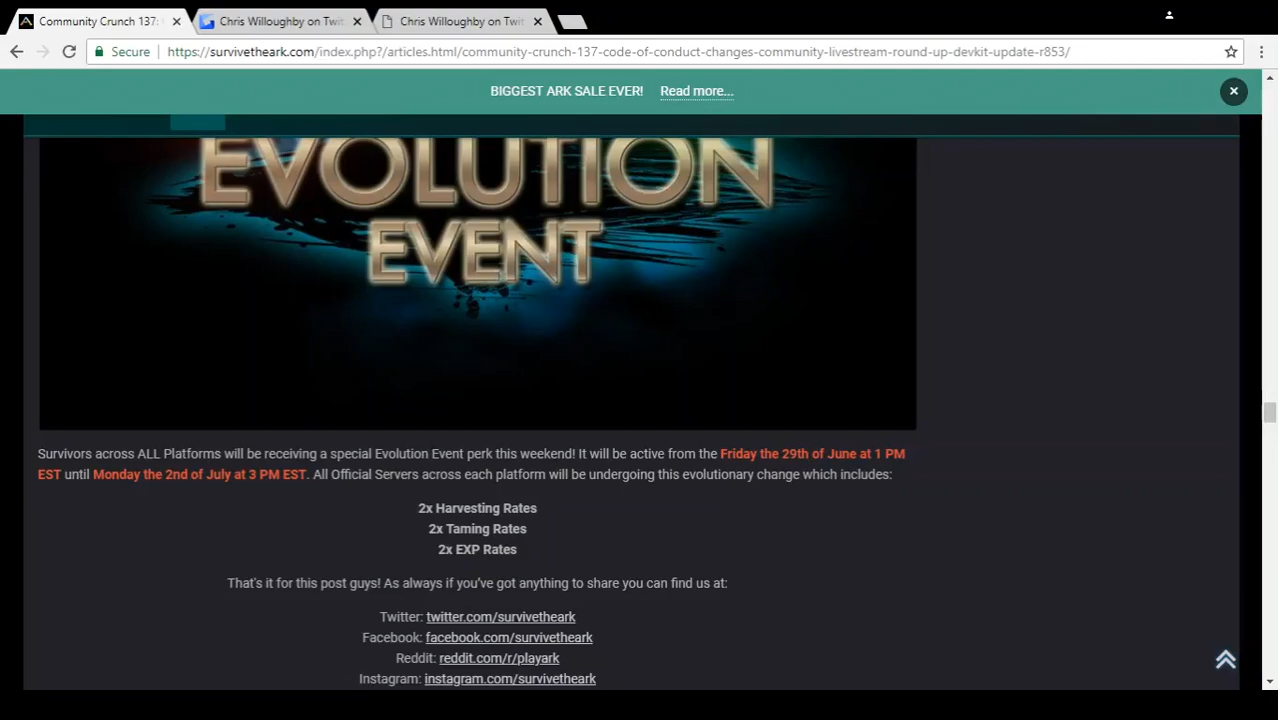 Community Crunch 137:
Chris Willoughby on Twit
Chris Willoughby on Twit
Secure
https://survivetheark.com/index.php?/articles.html/community-crunch-137-code-of-conduct-changes-community-livestream-round-up-devkit-update-r853/
BIGGEST ARK SALE EVER! Read more...
EVOLUTION
EVENT
Survivors across ALL Platforms will be receiving a special Evolution Event perk this weekend! It will be active from the Friday the 29th of June at 1 PM
EST until Monday the 2nd of July at 3 PM EST. All Official Servers across each platform will be undergoing this evolutionary change which includes:
2x Harvesting Rates
2x Taming Rates
2x EXP Rates
That's it for this post guys! As always if you've got anything to share you can find us at:
Twitter: twitter.com/survivetheark
Facebook: facebook.com/survivetheark
Reddit: reddit.com/r/playark
Instagram: instagram.com/survivetheark